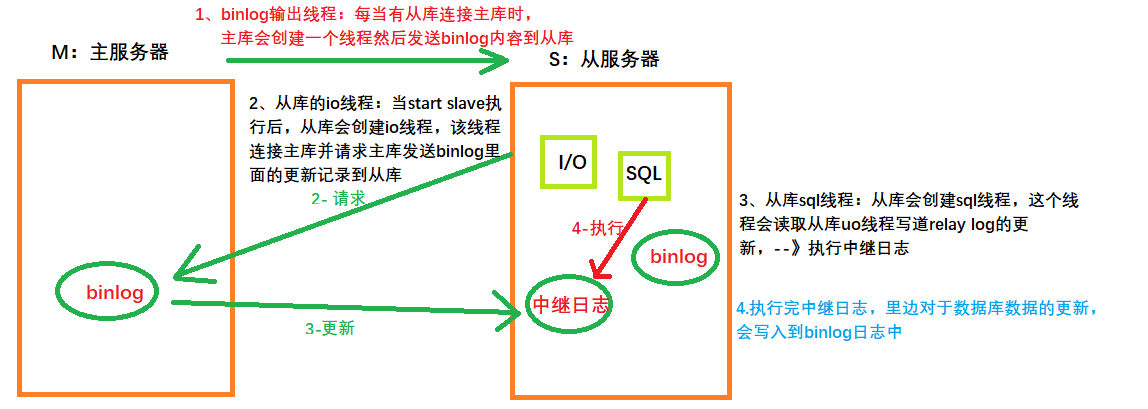 1、binlog输出线程：每当有从库连接主库时，
主库会创建一个线程然后发送binlog内容到从库
M：主服务器
S：从服务器
2、从库的io线程：当start slave执
行后，从库会创建io线程，该线程
连接主库并请求主库发送binlog里
面的更新记录到从库
2- 请求
I/O
SQL
3、从库sql线程：从库会创建sql线程，这个线
程会读取从库uo线程写道relay log的更
新，--》执行中继日志
4-执行
binlog
binlog
中继日志
3-更新
4.执行完中继日志，里边对于数据库数据的更新，
会写入到binlog日志中